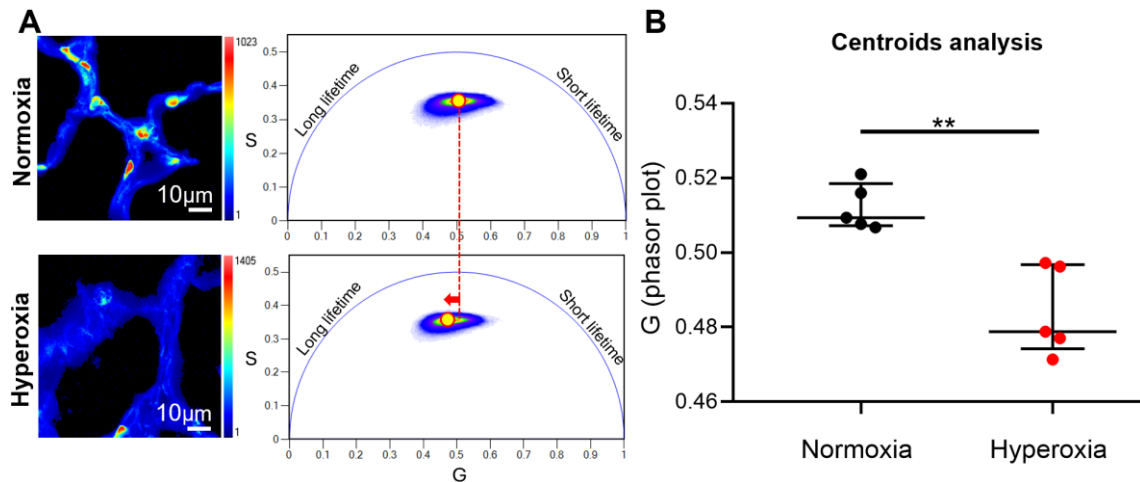 A
Normoxia
1023
1
10μm
S
0.5
0.4
0.3
0.2
0.1
0
Long lifetime
Short lifetime
0 0.1 0.2 0.3 0.4 0.5 0.6 0.7 0.8 0.9 1
Hyperoxia
1405
1
10μm
S
0.5
0.4
0.3
0.2
0.1
0
Long lifetime
Short lifetime
0 0.1 0.2 0.3 0.4 0.5 0.6 0.7 0.8 0.9 1
G
B
Centroids analysis
G (phasor plot)
0.54
0.52
0.50
0.48
0.46
**
Normoxia Hyperoxia